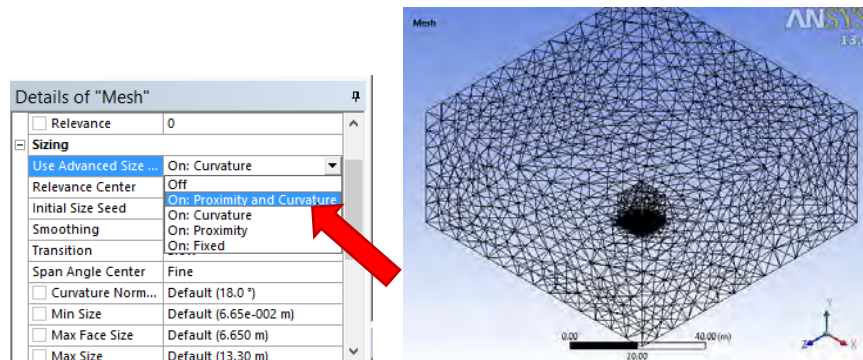 Details of "Mesh"
Relevance 0
Sizing
Use Advanced Size ... On: Curvature
Relevance Center Off
On: Proximity and Curvature
Initial Size Seed On: Curvature
Smoothing On: Proximity
Transition On: Fixed
Span Angle Center Fine
Curvature Norm... Default (18.0 °)
Min Size Default (6.65e-002 m)
Max Face Size Default (6.650 m)
Max Size Default (13.30 m)
Mesh
ANSYS
0.00 40.00 (m)
20.00
Y
Z X